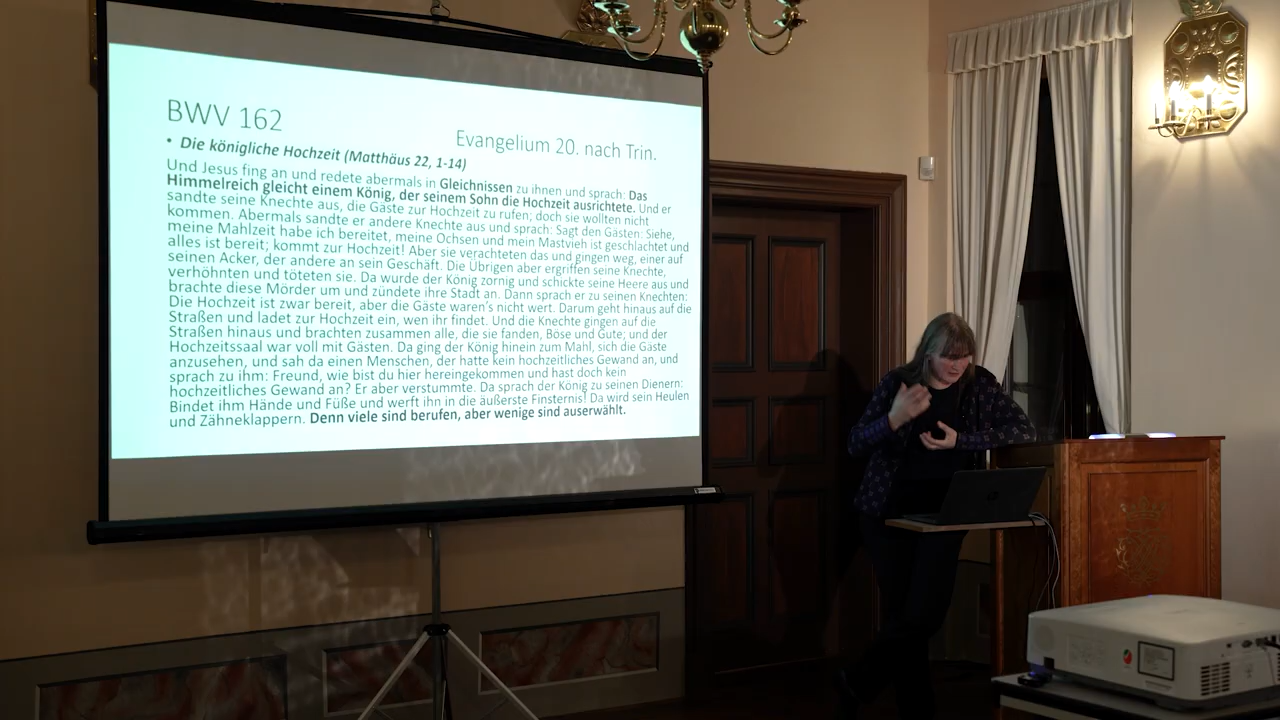 BWV 162
Evangelium 20. nach Trin.
• Die königliche Hochzeit (Matthäus 22, 1-14)
Und Jesus fing an und redete abermals in Gleichnissen zu ihnen und sprach: Das
Himmelreich gleicht einem König, der seinem Sohn die Hochzeit ausrichtete. Und er
sandte seine Knechte aus, die Gäste zur Hochzeit zu rufen; doch sie wollten nicht
kommen. Abermals sandte er andere Knechte aus und sprach: Sagt den Gästen: Siehe,
meine Mahlzeit habe ich bereitet, meine Ochsen und mein Mastvieh ist geschlachtet und
alles ist bereit; kommt zur Hochzeit! Aber sie verachteten das und gingen weg, einer auf
seinen Acker, der andere an sein Geschäft. Die Übrigen aber ergriffen seine Knechte,
verhöhnten und töteten sie. Da wurde der König zornig und schickte seine Heere aus und
brachte diese Mörder um und zündete ihre Stadt an. Dann sprach er zu seinen Knechten:
Die Hochzeit ist zwar bereit, aber die Gäste waren's nicht wert. Darum geht hinaus auf die
Straßen und ladet zur Hochzeit ein, wen ihr findet. Und die Knechte gingen auf die
Straßen hinaus und brachten zusammen alle, die sie fanden, Böse und Gute; und der
Hochzeitssaal war voll mit Gästen. Da ging der König hinein zum Mahl, sich die Gäste
anzusehen, und sah da einen Menschen, der hatte kein hochzeitliches Gewand an, und
sprach zu ihm: Freund, wie bist du hier hereingekommen und hast doch kein
hochzeitliches Gewand an? Er aber verstummte. Da sprach der König zu seinen Dienern:
Bindet ihm Hände und Füße und werft ihn in die äußerste Finsternis! Da wird sein Heulen
und Zähneklappern. Denn viele sind berufen, aber wenige sind auserwählt.